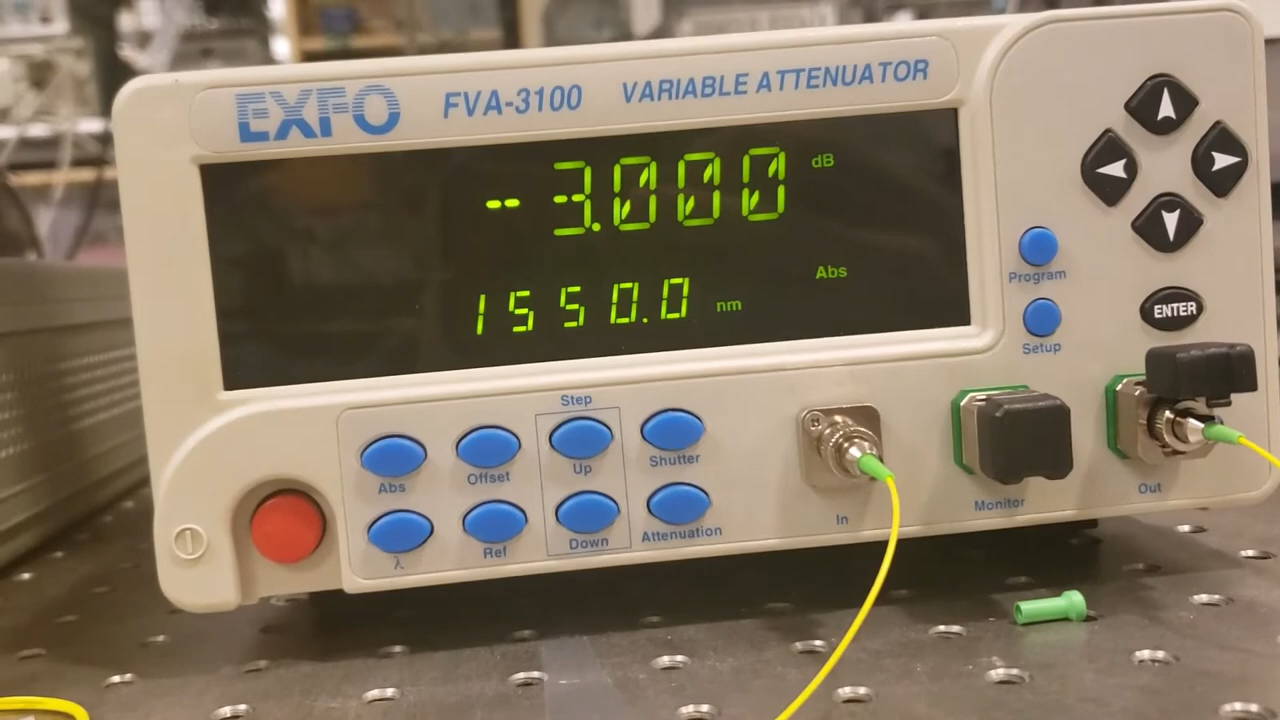 EXFO FVA-3100 VARIABLE ATTENUATOR
-3.000 dB
Abs
1550.0 nm
Program
Setup
ENTER
Step
Abs Offset Up Shutter
λ Ref Down Attenuation
In Monitor Out